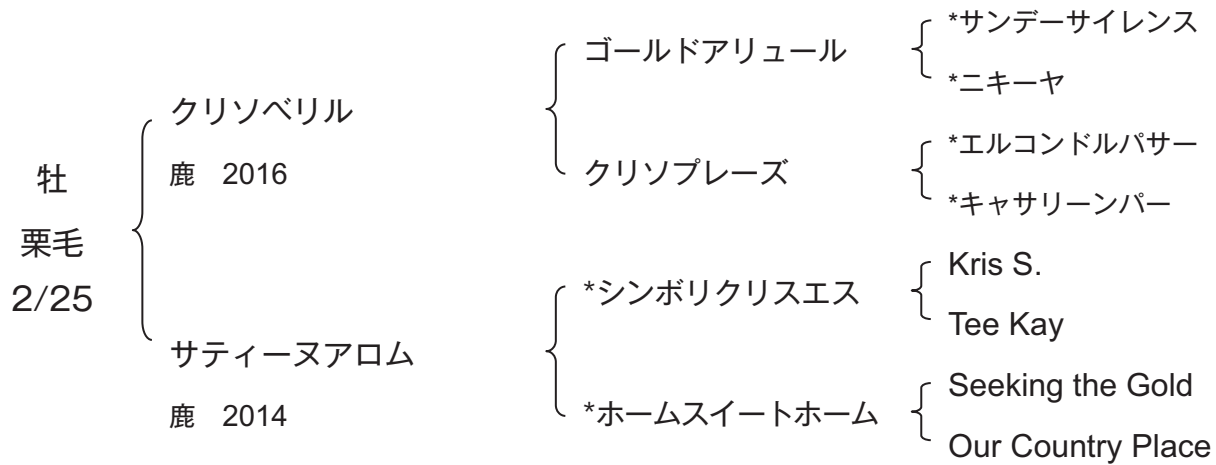 牡
栗毛
2/25
クリソベリル
鹿 2016
サティーヌアロム
鹿 2014
ゴールドアリュール
クリソプレーズ
*シンボリクリスエス
*ホームスイートホーム
*サンデーサイレンス
*ニキーヤ
*エルコンドルパサー
*キャサリーンパー
Kris S.
Tee Kay
Seeking the Gold
Our Country Place